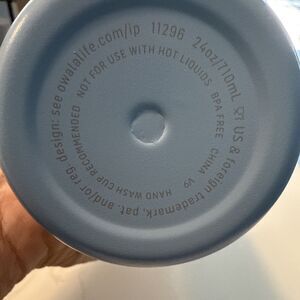 US & foreign trademark, pat. and/or reg design: see owalalife.com/ip 11296 24oz/710mL
HAND WASH CUP RECOMMENDED NOT FOR USE WITH HOT LIQUIDS BPA FREE CHINA V9